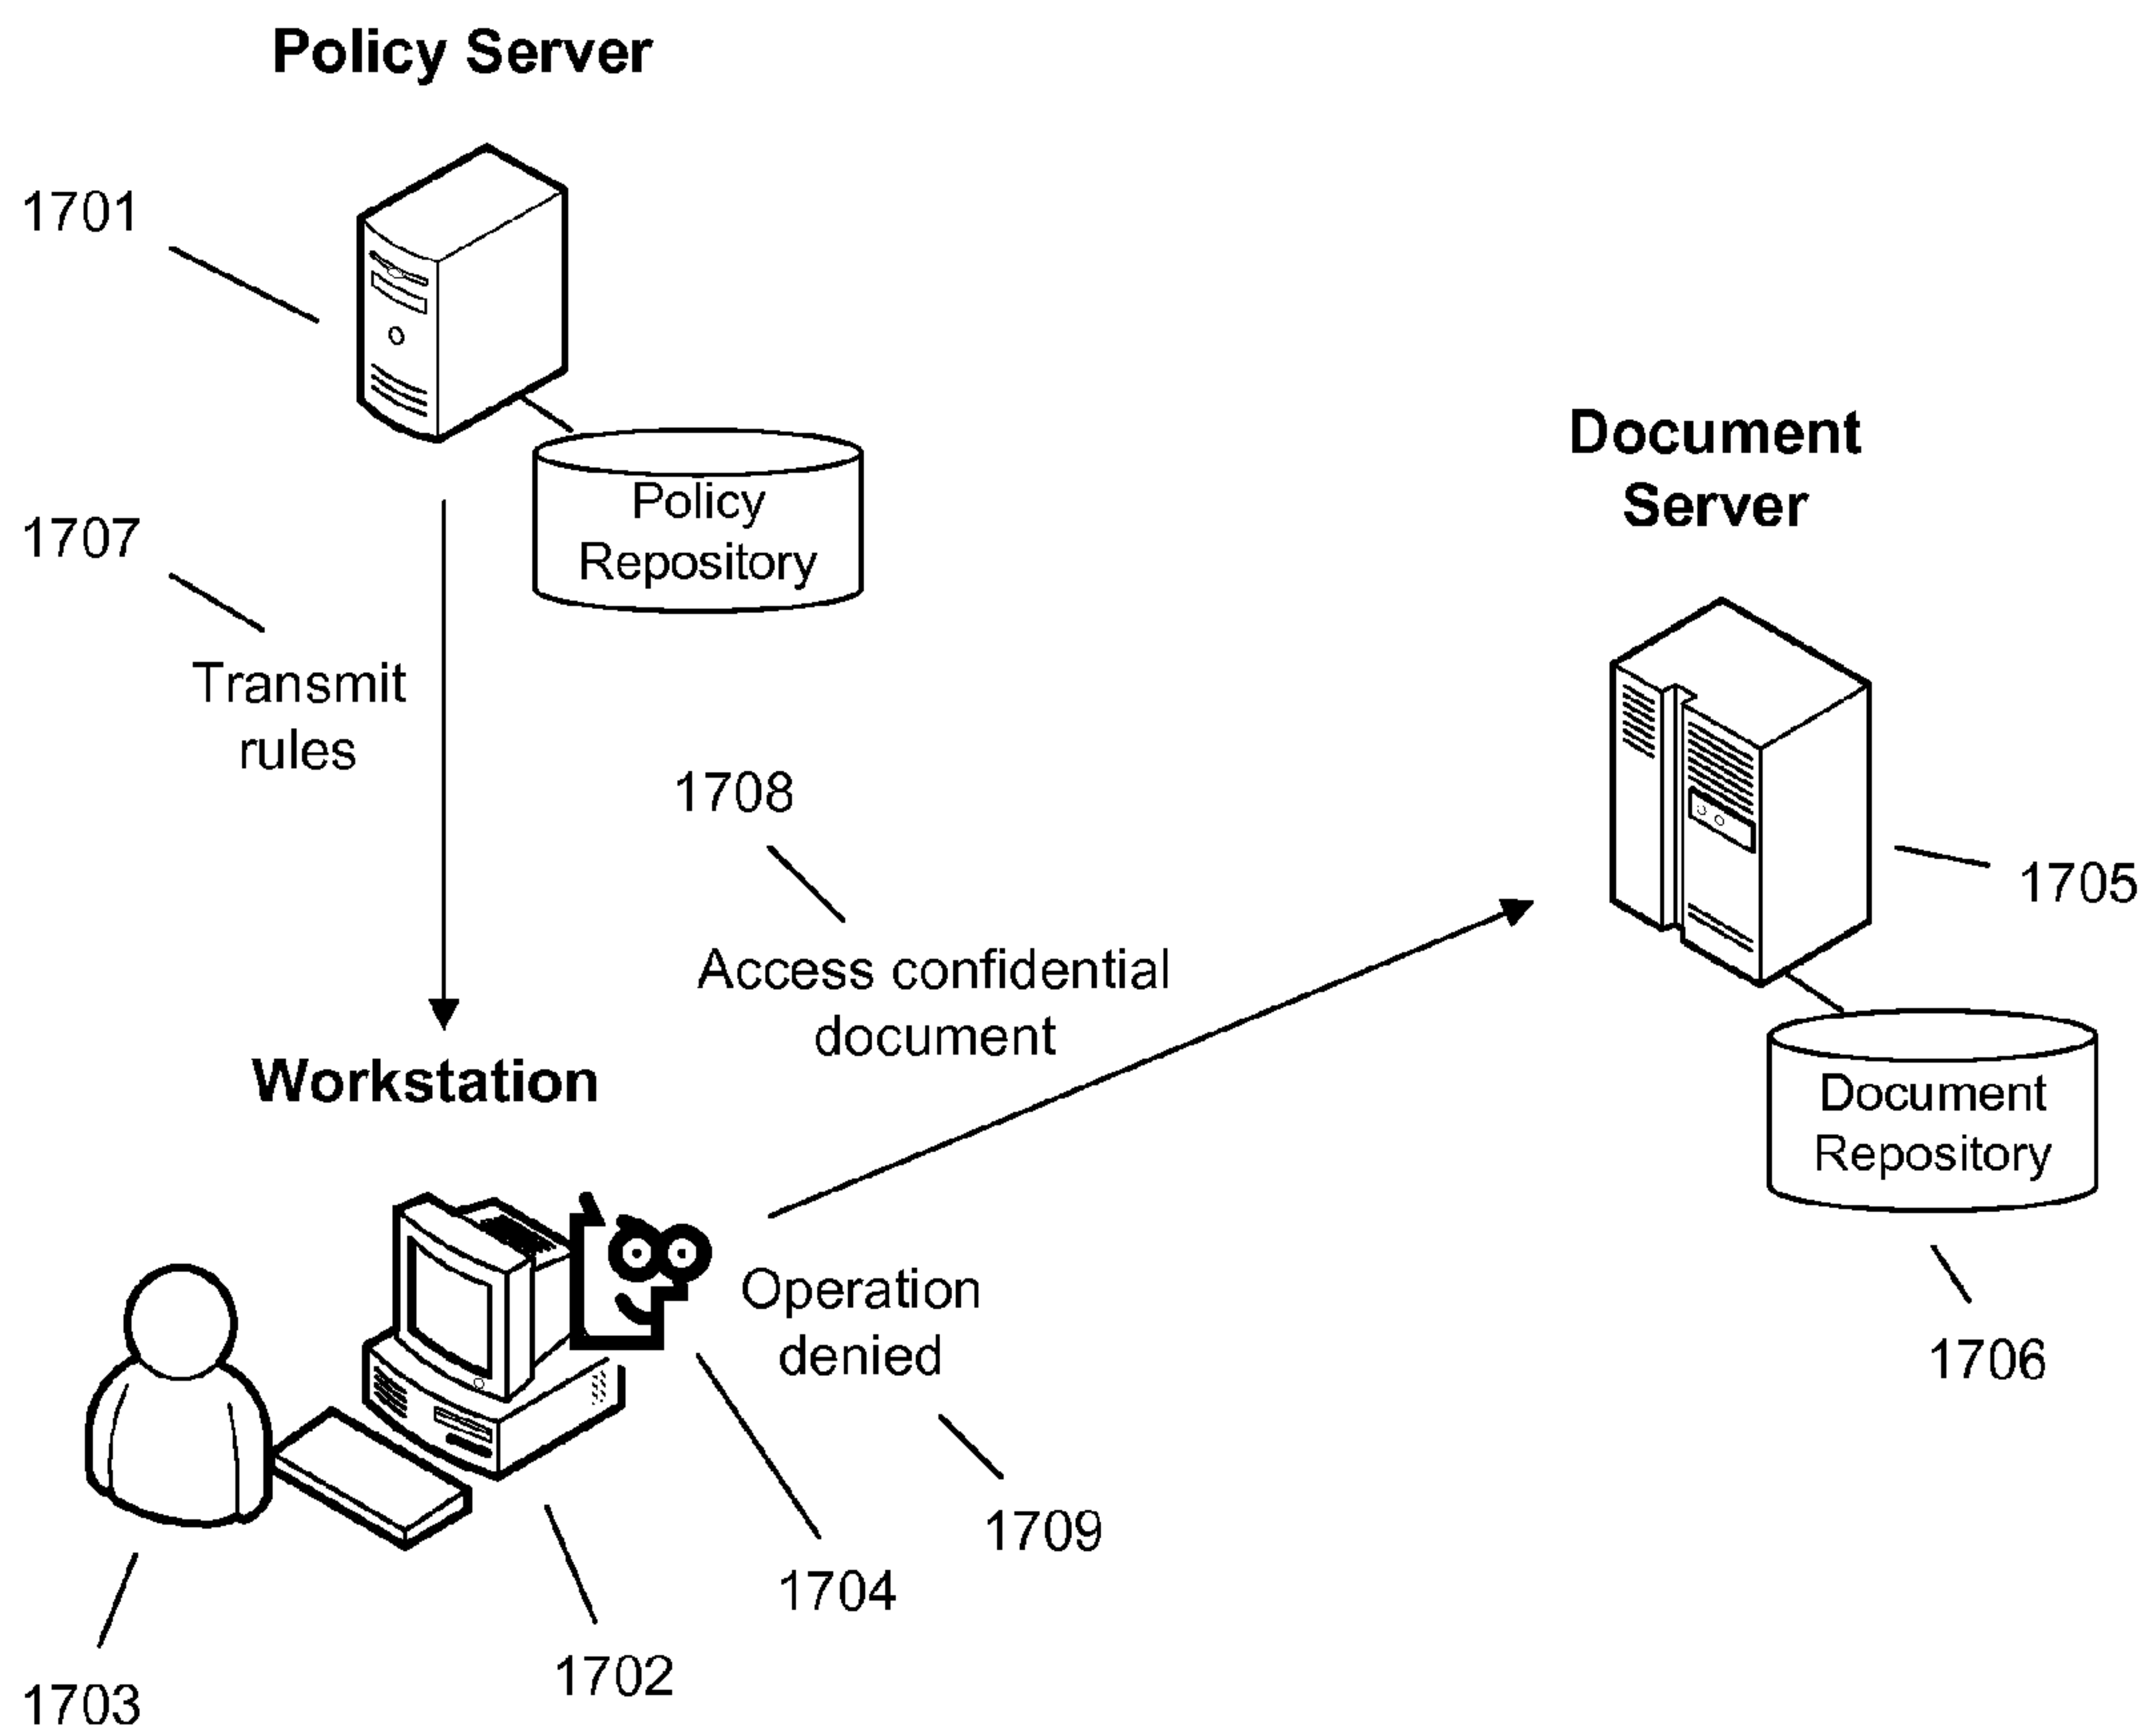 Policy Server
1701
Policy
Repository
1707
Transmit
rules
Document
Server
1708
1705
Access confidential
document
Workstation
Document
Repository
Operation
denied
1706
1709
1704
1702
1703